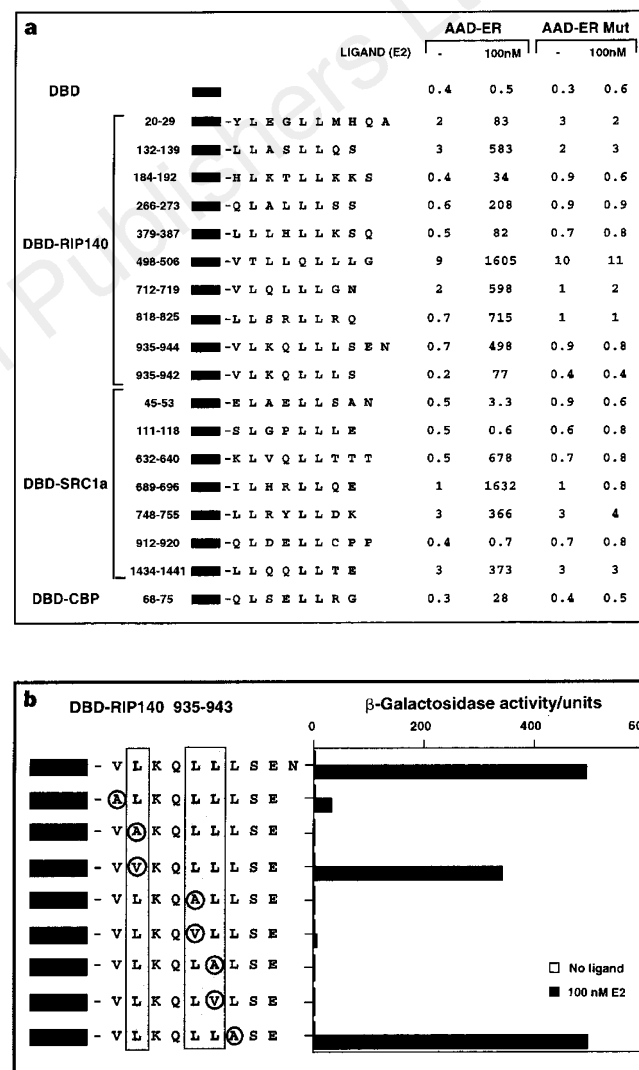 Publishers L
a
AAD-ER AAD-ER Mut
LIGAND (E2) - 100nM - 100nM
DBD 0.4 0.5 0.3 0.6
20-29 -Y L E G L L M H Q A 2 83 3 2
132-139 -L L A S L L Q S 3 583 2 3
184-192 -H L K T L L K K S 0.4 34 0.9 0.6
266-273 -Q L A L L L S S 0.6 208 0.9 0.9
379-387 -L L L H L L K S Q 0.5 82 0.7 0.8
DBD-RIP140
498-506 -V T L L Q L L L G 9 1605 10 11
712-719 -V L Q L L L G N 2 598 1 2
818-825 -L L S R L L R Q 0.7 715 1 1
935-944 -V L K Q L L L S E N 0.7 498 0.9 0.8
935-942 -V L K Q L L L S 0.2 77 0.4 0.4
45-53 -E L A E L L S A N 0.5 3.3 0.9 0.6
111-118 -S L G P L L L E 0.5 0.6 0.6 0.8
632-640 -K L V Q L L T T T 0.5 678 0.7 0.8
DBD-SRC1a
689-696 -I L H R L L Q E 1 1632 1 0.8
748-755 -L L R Y L L D K 3 366 3 4
912-920 -Q L D E L L C P P 0.4 0.7 0.7 0.8
1434-1441 -L L Q Q L L T E 3 373 3 3
DBD-CBP 68-75 -Q L S E L L R G 0.3 28 0.4 0.5
b
DBD-RIP140 935-943 β-Galactosidase activity/units
0 200 400 60
- V L K Q L L L S E N
- A L K Q L L L S E
- V A K Q L L L S E
- V V K Q L L L S E
- V L K Q A L L S E
- V L K Q V L L S E
- V L K Q L A L S E
- V L K Q L V L S E
- V L K Q L L A S E
No ligand
100 nM E2